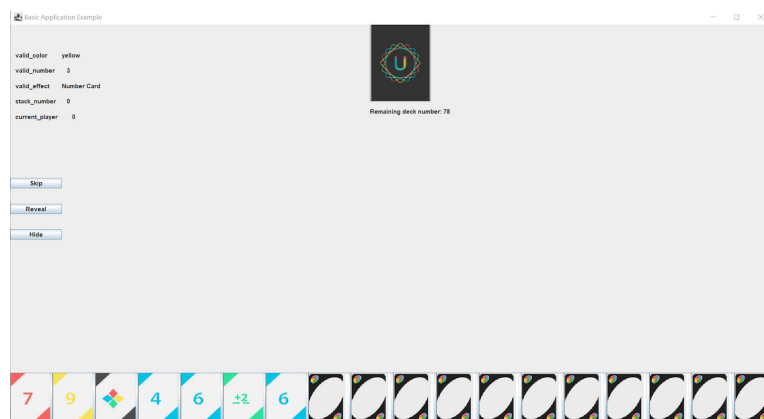 Basic Application Example
valid_color yellow
valid_number 3
valid_effect Number Card
stack_number 0
current_player 0
U
Remaining deck number: 78
Skip
Reveal
Hide
7 9 4 6 +2 6